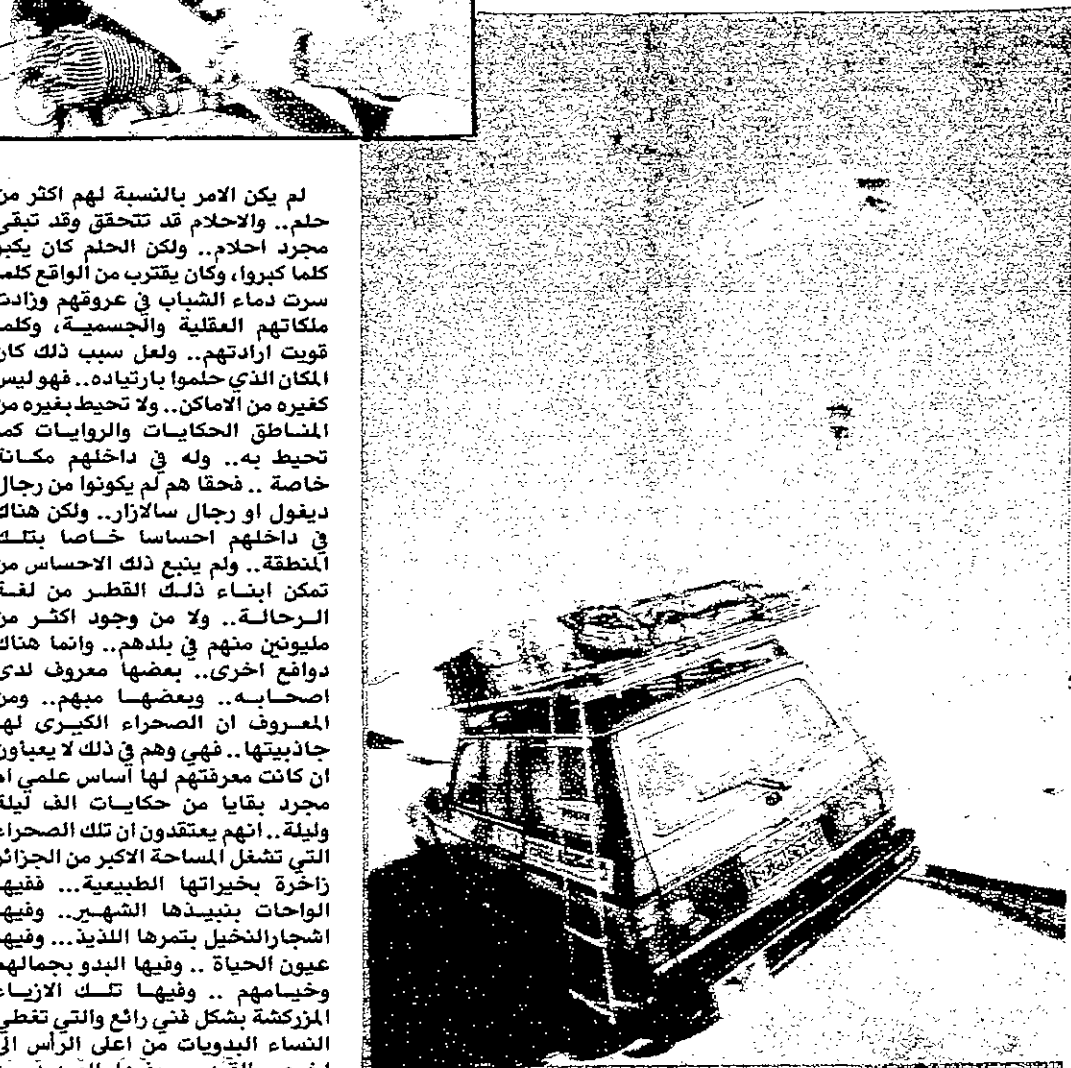 لم يكن الامر بالنسبة لهم اكثر من
حلم.. والاحلام قد تتحقق وقد تبقى
مجرد احلام.. ولكن الحلم كان يكبر
كلما كبروا، وكان يقترب من الواقع كلما
سرت دماء الشباب في عروقهم وزادت
ملكاتهم العقلية والجسمية، وكلما
قويت ارادتهم.. ولعل سبب ذلك كان
المكان الذي حلموا بارتياده.. فهو ليس
كغيره من الاماكن.. ولا تحيط بغيره من
المناطق الحكايات والروايات كما
تحيط به.. وله في داخلهم مكانة
خاصة .. فحقا هم لم يكونوا من رجال
ديغول او رجال سالازار.. ولكن هناك
في داخلهم احساسا خاصا بتلك
المنطقة.. ولم ينبع ذلك الاحساس من
تمكن ابناء ذلك القطر من لغة
الرحالة.. ولا من وجود اكثر من
مليونين منهم في بلدهم.. وانما هناك
دوافع اخرى.. بعضها معروف لدى
اصحابه.. وبعضها مبهم.. ومن
المعروف ان الصحراء الكبرى لها
جاذبيتها.. فهي وهم في ذلك لا يعبأون
ان كانت معرفتهم لها اساس علمي ام
مجرد بقايا من حكايات الف ليلة
وليلة.. انهم يعتقدون ان تلك الصحراء
التي تشغل المساحة الاكبر من الجزائر
زاخرة بخيراتها الطبيعية... ففيها
الواحات بنبيذها الشهير.. وفيها
اشجار النخيل بتمرها اللذيذ... وفيها
عيون الحياة .. وفيها البدو بجمالهم
وخيامهم .. وفيها تلك الازياء
المزركشة بشكل فني رائع والتي تغطي
النساء البدويات من اعلى الرأس الى